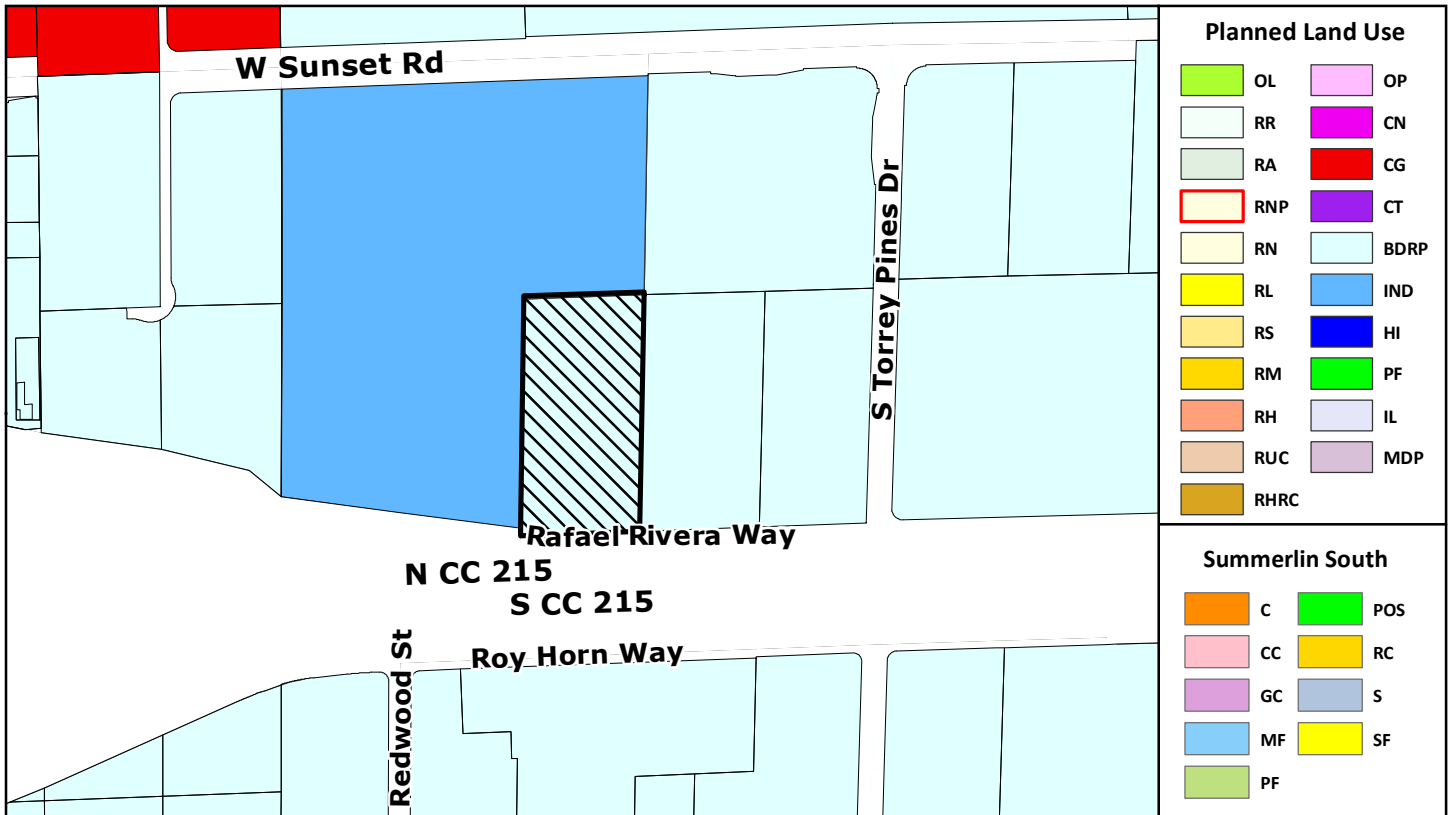 W Sunset Rd
S Torrey Pines Dr
Rafael Rivera Way
N CC 215
S CC 215
Roy Horn Way
Redwood St
Planned Land Use
OL OP
RR CN
RA CG
RNP CT
RN BDRP
RL IND
RS HI
RM PF
RH IL
RUC MDP
RHRC
Summerlin South
C POS
CC RC
GC S
MF SF
PF